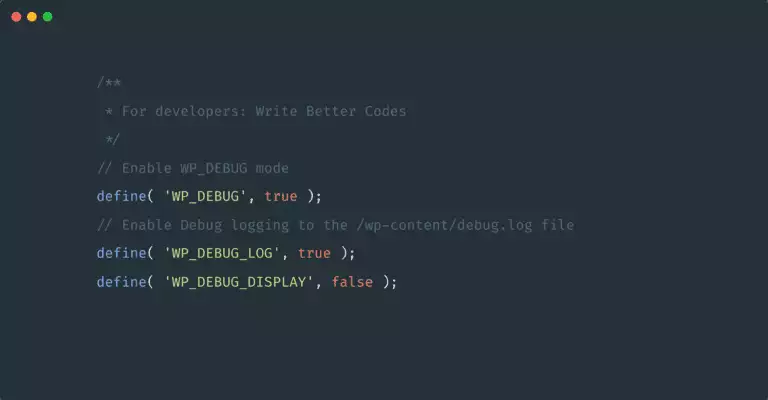 /**
* For developers: Write Better Codes
*/
// Enable WP_DEBUG mode
define( 'WP_DEBUG', true );
// Enable Debug logging to the /wp-content/debug.log file
define( 'WP_DEBUG_LOG', true );
define( 'WP_DEBUG_DISPLAY', false );